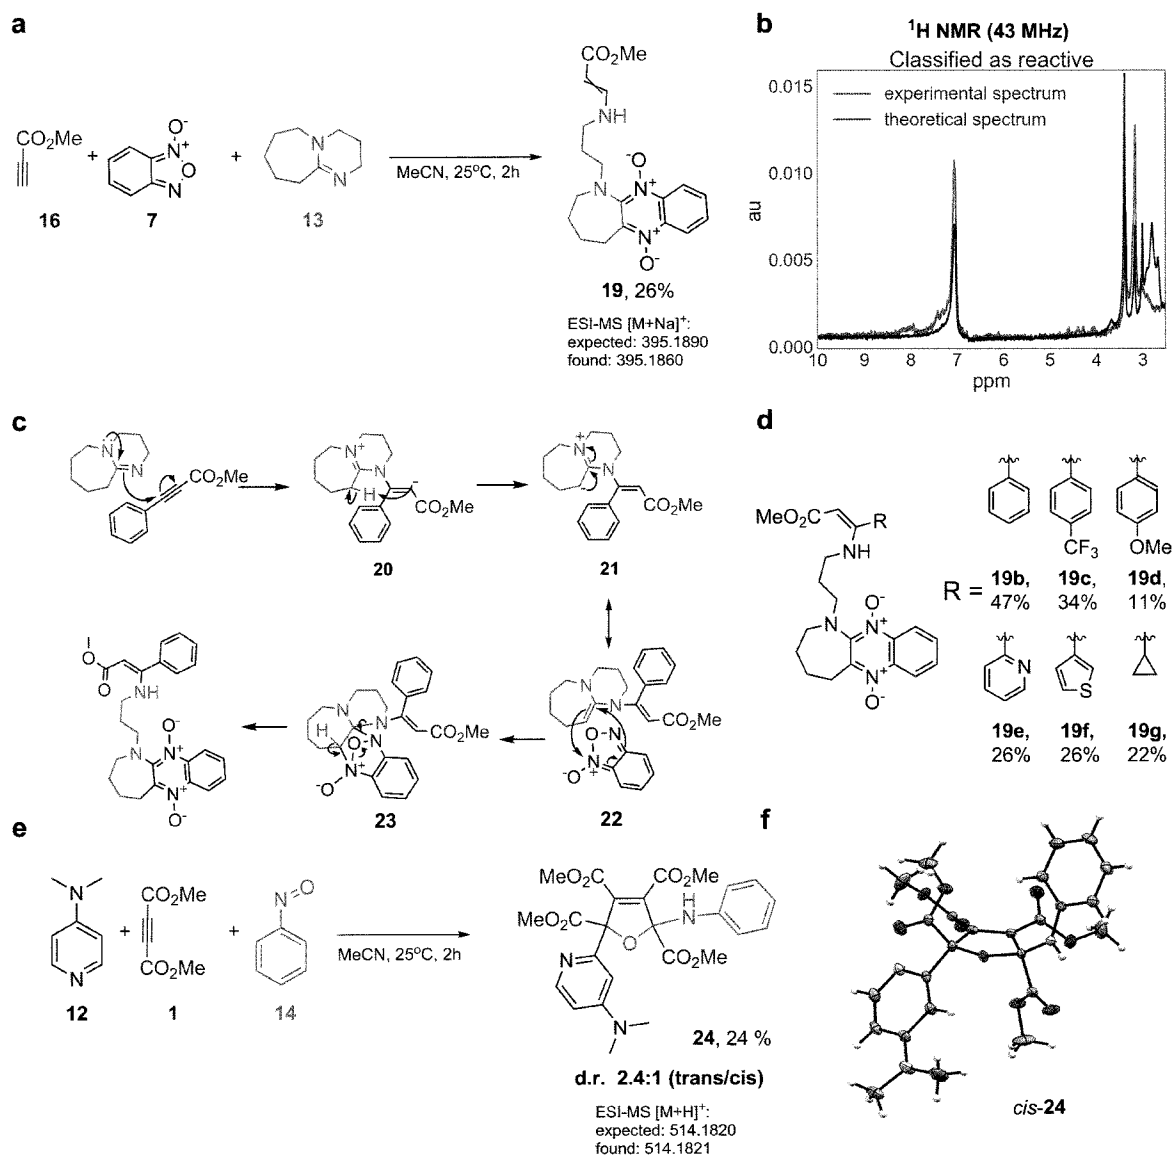 a
CO₂Me
16
+
N⁺
O⁻
O
N
7
+
N
N
13
MeCN, 25°C, 2h
CO₂Me
NH
N
O⁻
N⁺
N⁺
O⁻
19, 26%
ESI-MS [M+Na]⁺:
expected: 395.1890
found: 395.1860
b
¹H NMR (43 MHz)
Classified as reactive
experimental spectrum
theoretical spectrum
au
0.015
0.010
0.005
0.000
10 9 8 7 6 5 4 3
ppm
c
N
N
CO₂Me
N⁺
N
H
-
CO₂Me
20
N⁺
N
CO₂Me
21
O
O
NH
N
O⁻
N⁺
N⁺
O⁻
H
N
N
CO₂Me
O⁻
N
N⁺
⁻O
23
N
N
CO₂Me
O
N
N⁺
⁻O
22
d
MeO₂C
R
NH
N
O⁻
N⁺
N⁺
O⁻
R =
CF₃
OMe
19b, 19c, 19d,
47% 34% 11%
N
S
19e, 19f, 19g,
26% 26% 22%
e
N
N
12
+
CO₂Me
CO₂Me
1
+
N
O
14
MeCN, 25°C, 2h
MeO₂C
CO₂Me
MeO₂C
H
N
O
CO₂Me
N
N
24, 24 %
d.r. 2.4:1 (trans/cis)
ESI-MS [M+H]⁺:
expected: 514.1820
found: 514.1821
f
cis-24